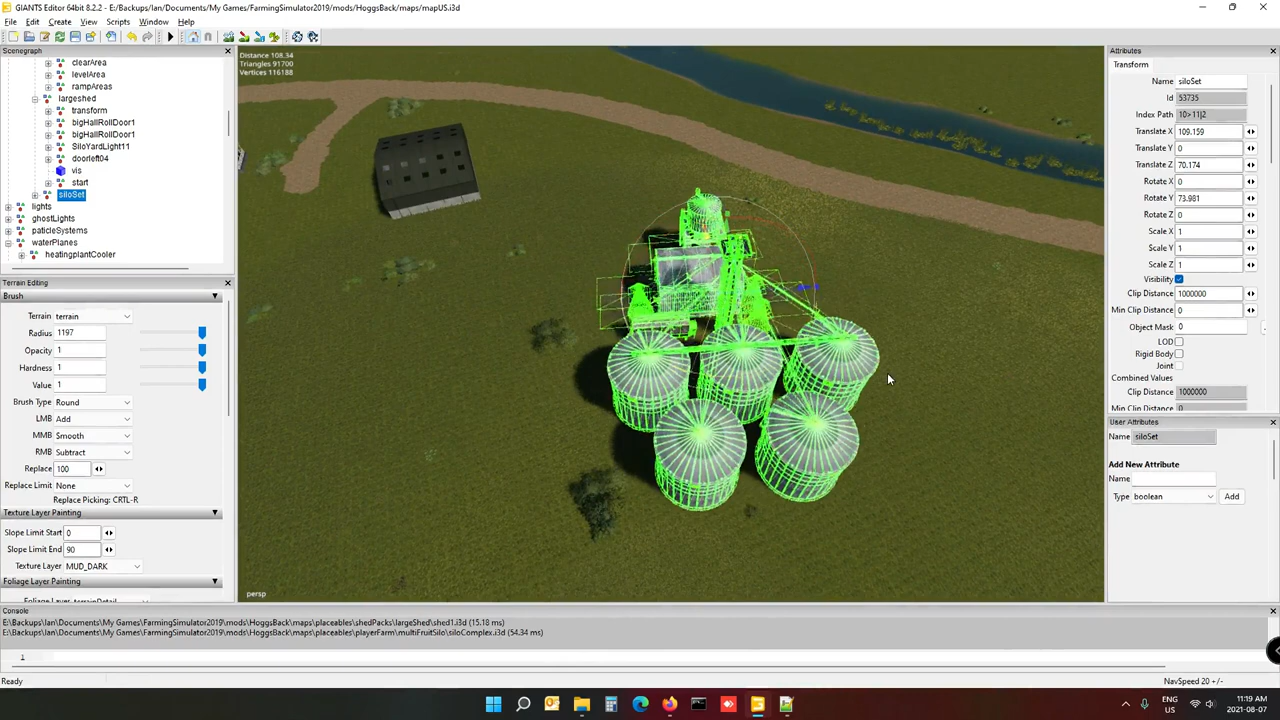 GIANTS Editor 64bit 8.2.2 - E:/Backups/Ian/Documents/My Games/FarmingSimulator2019/mods/HoggsBack/maps/mapUS.i3d
File Edit Create View Scripts Window Help
Scenegraph
clearArea
levelArea
rampAreas
largeshed
transform
bigHallRollDoor1
bigHallRollDoor1
SiloYardLight11
doorleft04
vis
start
siloSet
lights
ghostLights
paticleSystems
waterPlanes
heatingplantCooler
Terrain Editing
Brush
Terrain terrain
Radius 1197
Opacity 1
Hardness 1
Value 1
Brush Type Round
LMB Add
MMB Smooth
RMB Subtract
Replace 100
Replace Limit None
Replace Picking: CRTL-R
Texture Layer Painting
Slope Limit Start 0
Slope Limit End 90
Texture Layer MUD_DARK
Foliage Layer Painting
Foliage Layer terrainDetail
Distance 108.34
Triangles 91700
Vertices 116188
persp
Attributes
Transform
Name siloSet
Id 53735
Index Path 10>11|2
Translate X 109.159
Translate Y 0
Translate Z 70.174
Rotate X 0
Rotate Y 73.981
Rotate Z 0
Scale X 1
Scale Y 1
Scale Z 1
Visibility
Clip Distance 1000000
Min Clip Distance 0
Object Mask 0
LOD
Rigid Body
Joint
Combined Values
Clip Distance 1000000
Min Clip Distance 0
User Attributes
Name siloSet
Add New Attribute
Name
Type boolean Add
Console
E:/Backups/Ian/Documents/My Games/FarmingSimulator2019/mods/HoggsBack/maps/placeables/shedPacks/largeShed/shed1.i3d (15.18 ms)
E:/Backups/Ian/Documents/My Games/FarmingSimulator2019/mods/HoggsBack/maps/placeables/playerFarm/multiFruitSilo/siloComplex.i3d (54.34 ms)
1
Ready
NavSpeed 20 +/-
ENG
US
11:19 AM
2021-08-07